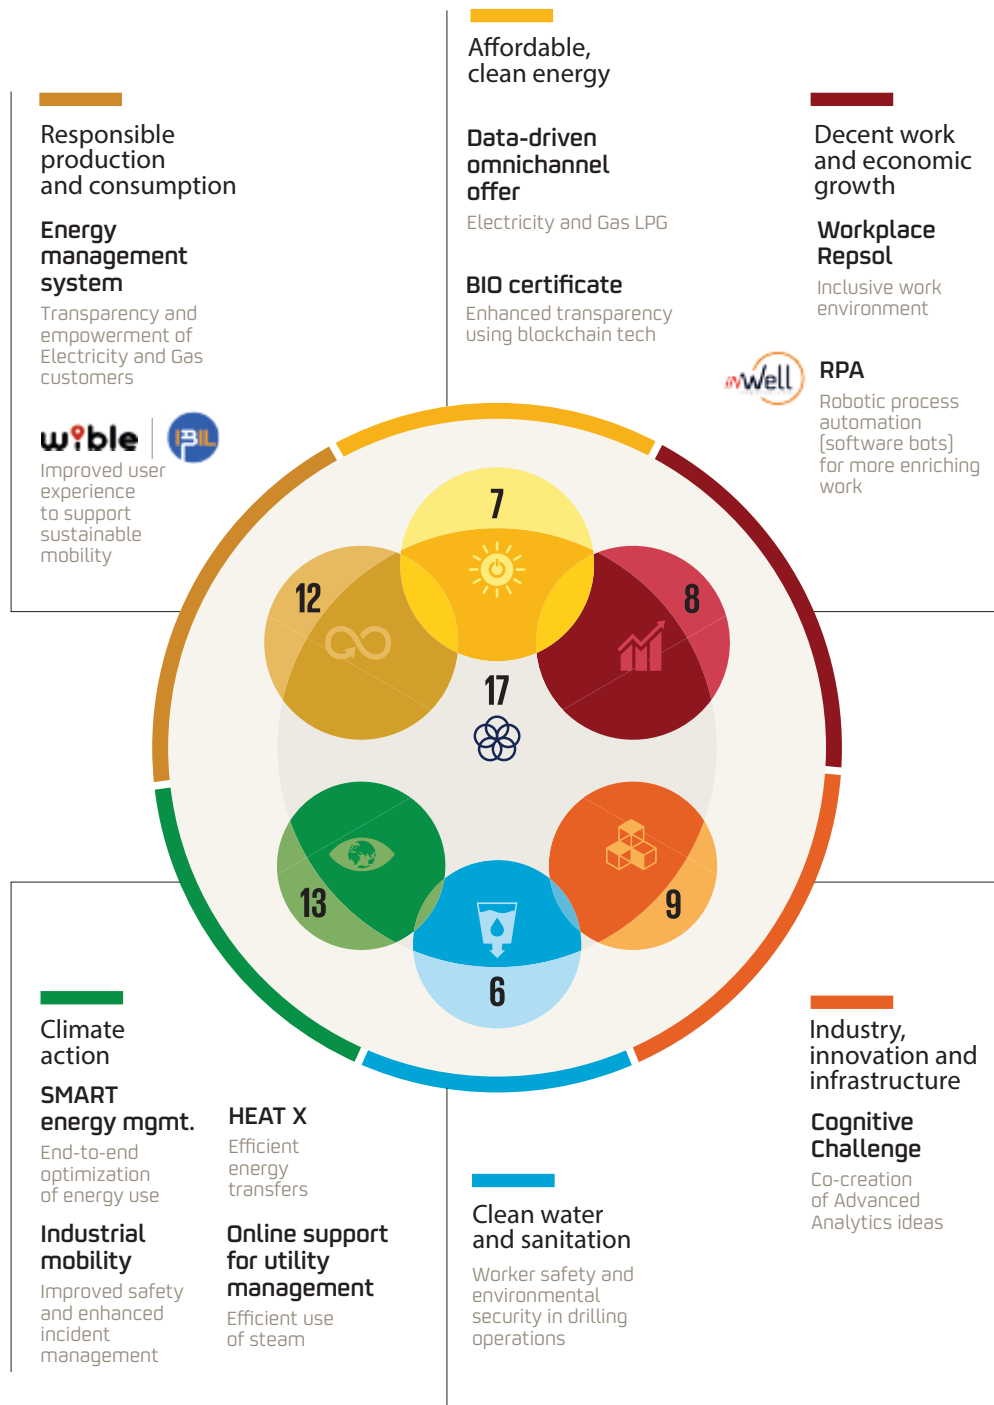 Affordable,
clean energy
Data-driven
omnichannel
offer
Electricity and Gas LPG
BIO certificate
Enhanced transparency
using blockchain tech
Responsible
production
and consumption
Energy
management
system
Transparency and
empowerment of
Electricity and Gas
customers
wible
IBIL
Improved user
experience
to support
sustainable
mobility
Decent work
and economic
growth
Workplace
Repsol
Inclusive work
environment
inWell
RPA
Robotic process
automation
(software bots)
for more enriching
work
7
12
8
17
13
9
6
Climate
action
SMART
energy mgmt.
End-to-end
optimization
of energy use
HEAT X
Efficient
energy
transfers
Industrial
mobility
Improved safety
and enhanced
incident
management
Online support
for utility
management
Efficient use
of steam
Clean water
and sanitation
Worker safety and
environmental
security in drilling
operations
Industry,
innovation and
infrastructure
Cognitive
Challenge
Co-creation
of Advanced
Analytics ideas